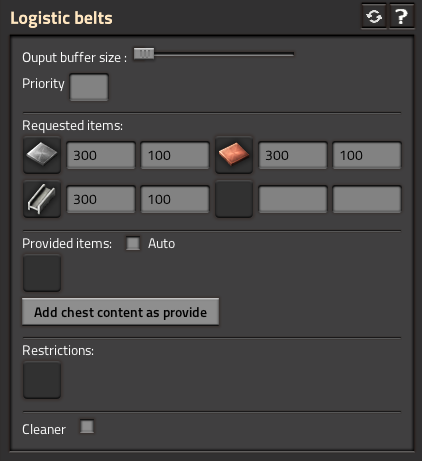 Logistic belts ?
Ouput buffer size :
Priority
Requested items:
300 100 300 100
300 100
Provided items: Auto
Add chest content as provide
Restrictions:
Cleaner